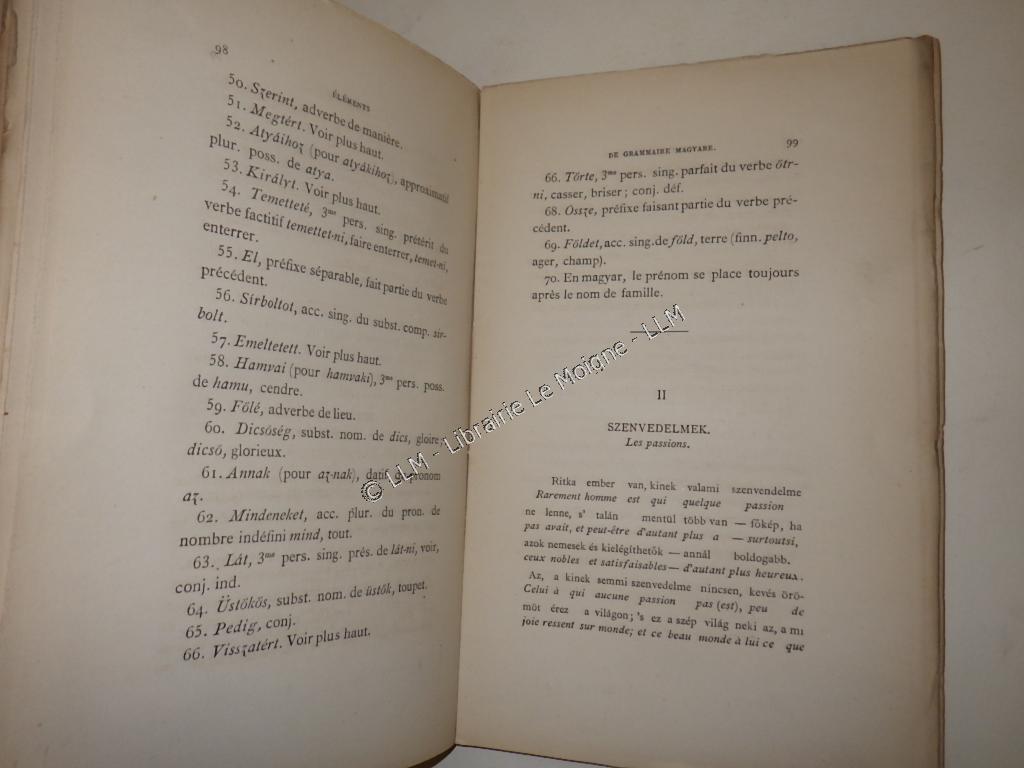 98
ÉLÉMENTS
50. Szerint, adverbe de manière.
51. Megtért. Voir plus haut.
52. Atyáihoz (pour atyákihoz), approximatif
plur. poss. de atya.
53. Királyt. Voir plus haut.
54. Temetteté, 3me pers. sing. prétérit du
verbe factitif temettet-ni, faire enterrer, temet-ni,
enterrer.
55. El, préfixe séparable, fait partie du verbe
précédent.
56. Sírboltot, acc. sing. du subst. comp. sir-
bolt.
57. Emeltetett. Voir plus haut.
58. Hamvai (pour hamvaki), 3me pers. poss.
de hamu, cendre.
59. Fölé, adverbe de lieu.
60. Dicsöség, subst. nom. de dics, gloire,
dicsó, glorieux.
61. Annak (pour az-nak), datif du pronom
az.
62. Mindeneket, acc. plur. du pron. de
nombre indéfini mind, tout.
63. Lát, 3me pers. sing. prés. de lát-ni, voir,
conj. ind.
64. Üstökös, subst. nom. de üstök, toupet.
65. Pedig, conj.
66. Visszatért. Voir plus haut.
DE GRAMMAIRE MAGYARE. 99
66. Törte, 3me pers. sing. parfait du verbe ötr-
ni, casser, briser ; conj. déf.
68. Ossze, préfixe faisant partie du verbe pré-
cédent.
69. Földet, acc. sing. de föld, terre (finn. pelto,
ager, champ).
70. En magyar, le prénom se place toujours
après le nom de famille.
II
SZENVEDELMEK.
Les passions.
Ritka ember van, kinek valami szenvendelme
Rarement homme est qui quelque passion
ne lenne, s' talán mentül több van — fökép, ha
pas avait, et peut-être d'autant plus a — surtoutsi,
azok nemesek és kielégíthetök — annál boldogabb.
ceux nobles et satisfaisables — d'autant plus heureux.
Az, a kinek semmi szenvedelme nincsen, kevés örö-
Celui à qui aucune passion pas (est), peu de
möt érez a világon; 's ez a szép világ neki az, a mi
joie ressent sur monde; et ce beau monde à lui ce que
© LLM - Librairie Le Moigne - LLM